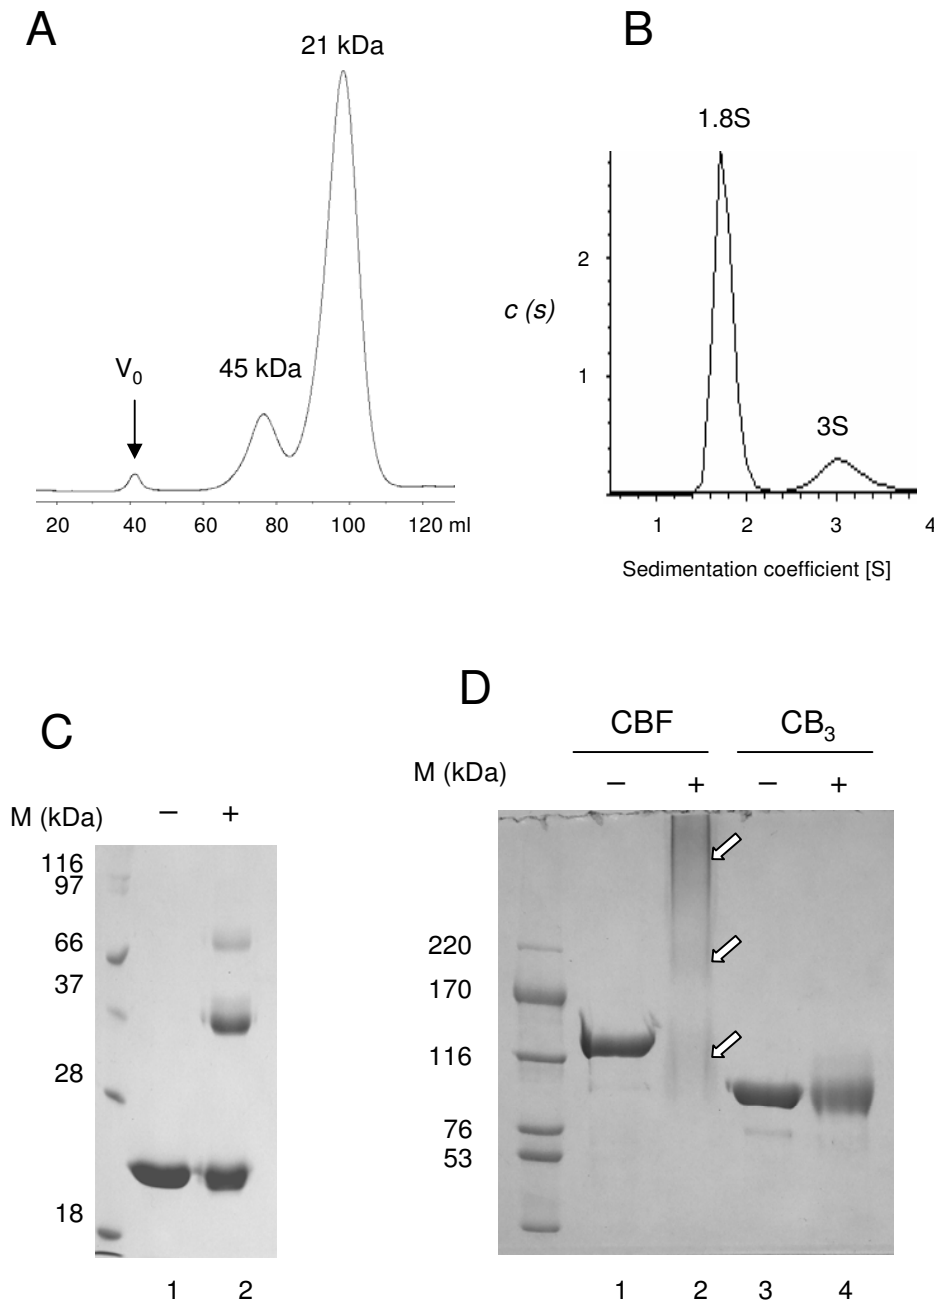 A
21 kDa
V0
45 kDa
20 40 60 80 100 120 ml
B
1.8S
2
c (s)
1
3S
1 2 3 4
Sedimentation coefficient [S]
C
M (kDa) – +
116
97
66
37
28
18
1 2
D
CBF CB3
M (kDa) – + – +
220
170
116
76
53
1 2 3 4